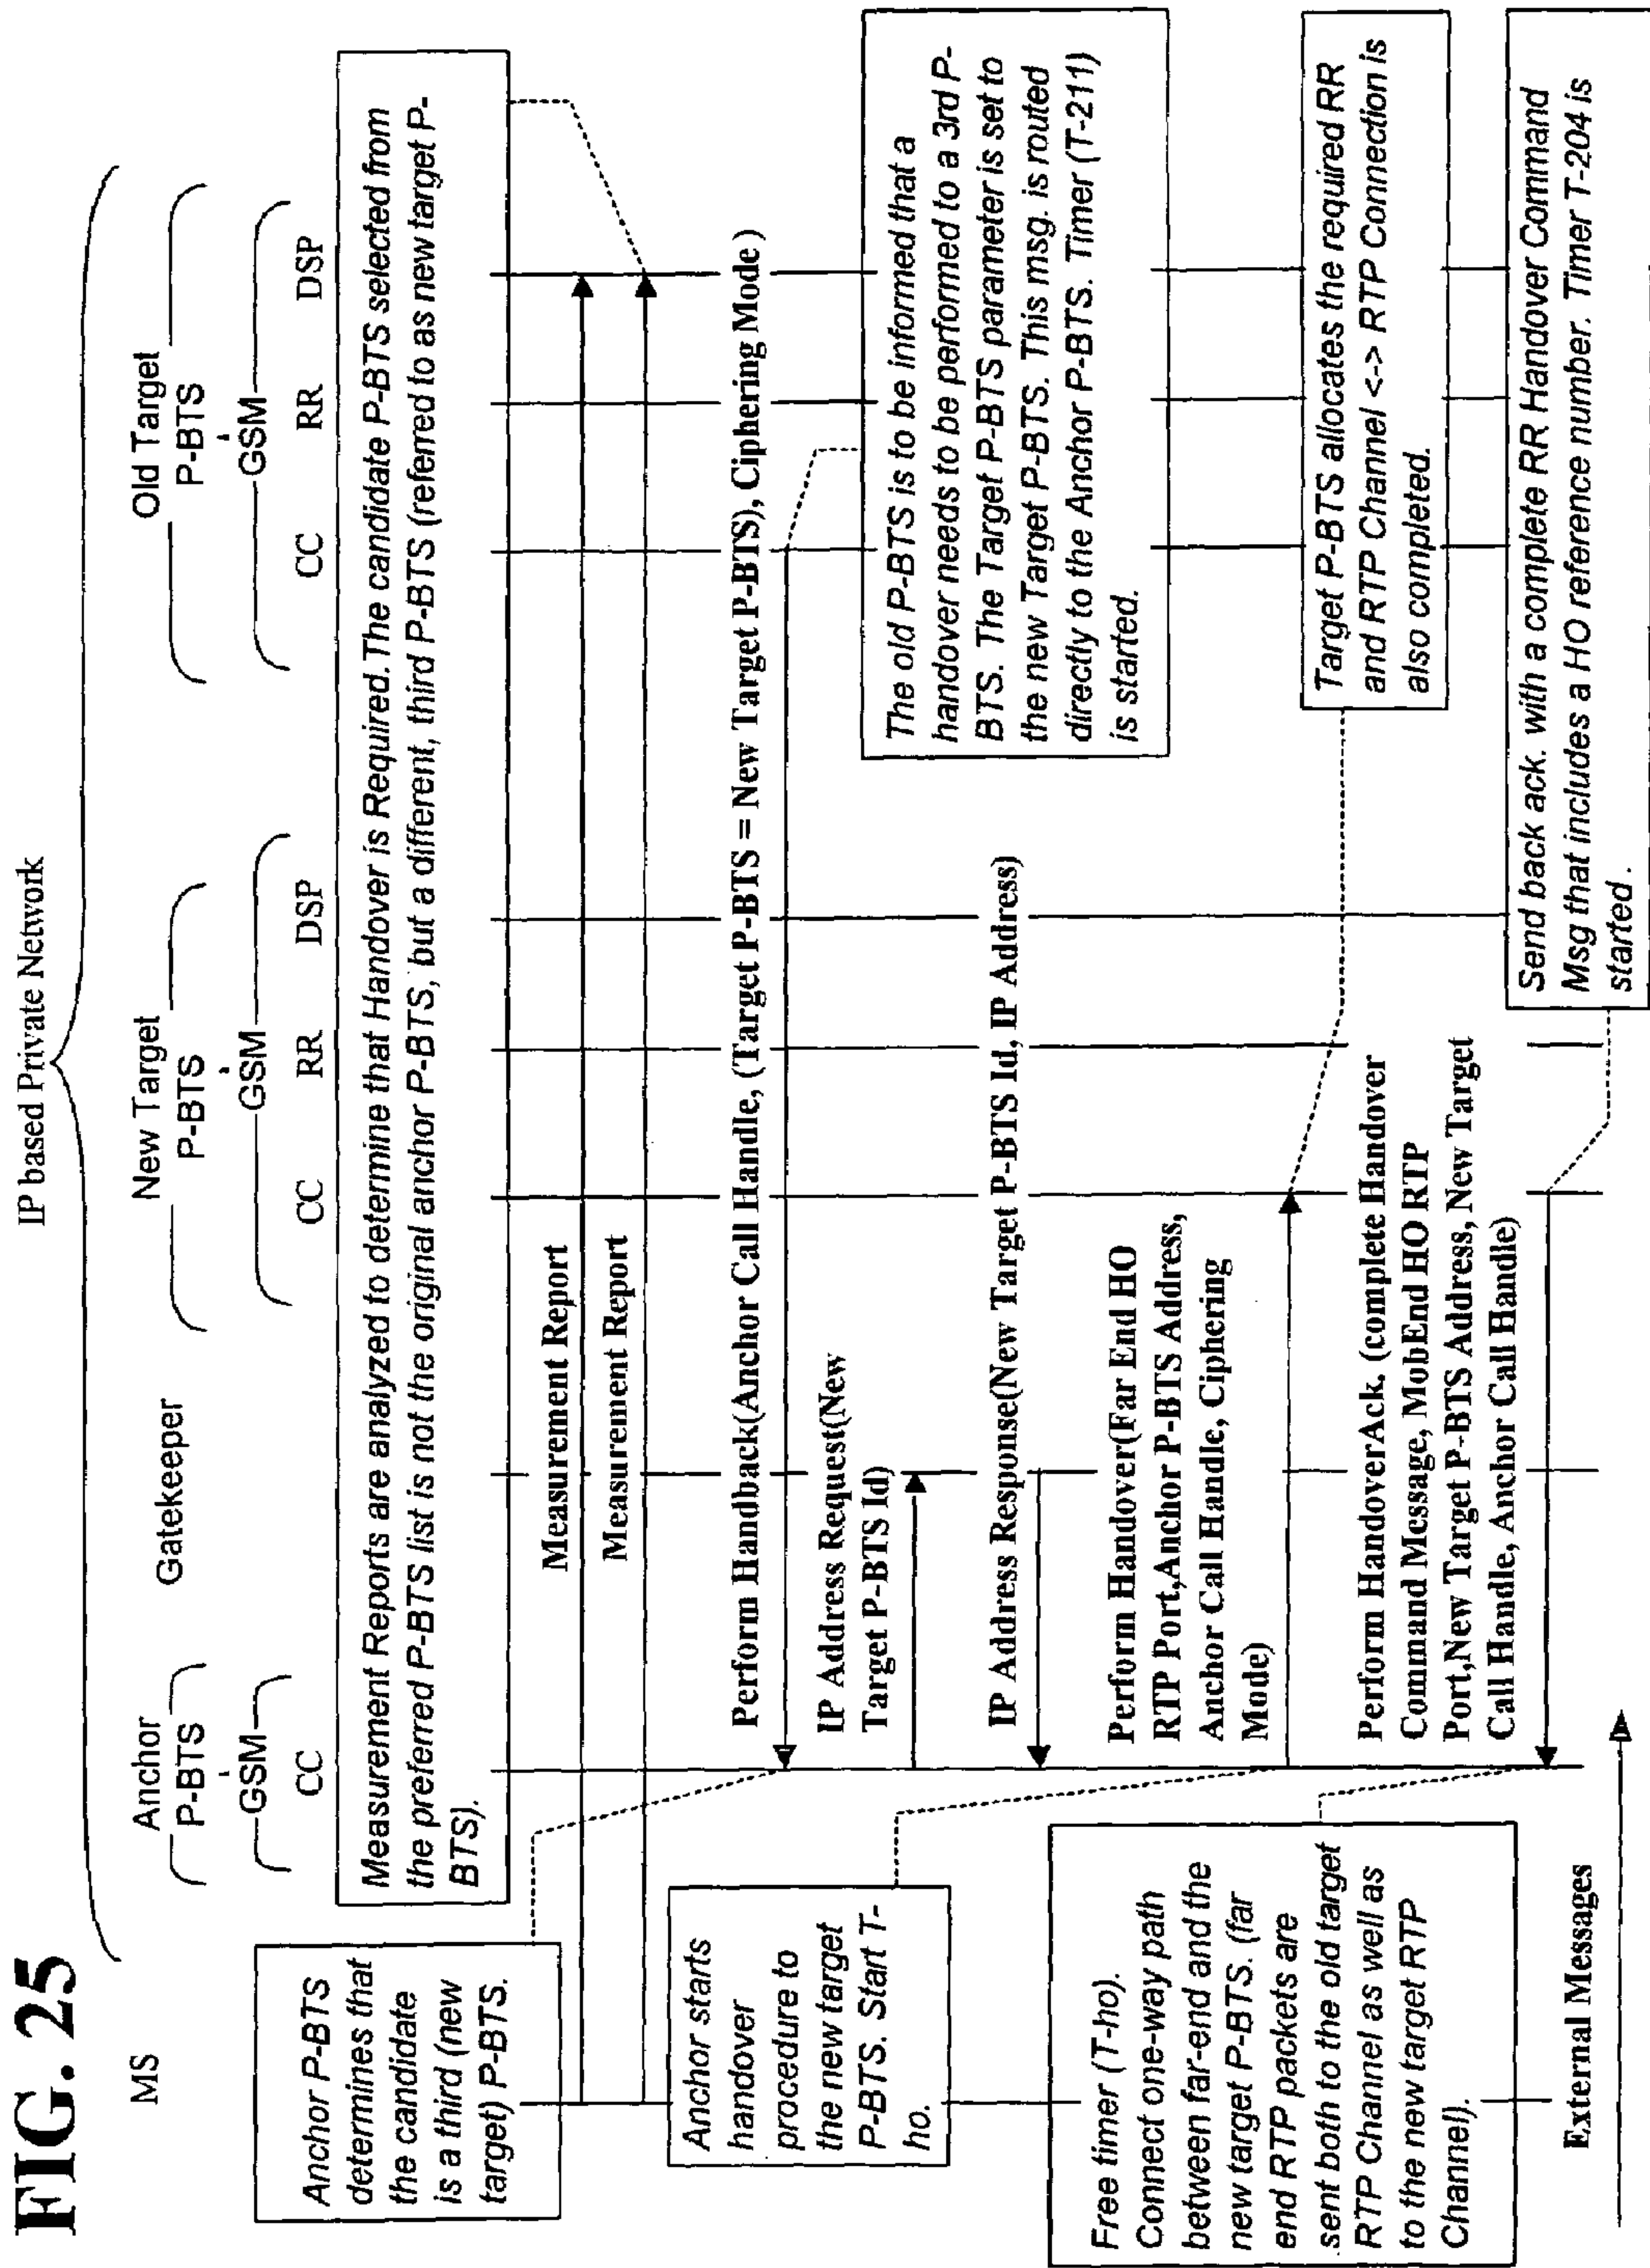 FIG. 25
IP based Private Network
MS
Anchor
P-BTS
GSM
CC
Gatekeeper
New Target
P-BTS
GSM
CC
RR
DSP
Old Target
P-BTS
GSM
CC
RR
DSP
Measurement Reports are analyzed to determine that Handover is Required.The candidate P-BTS selected from
the preferred P-BTS list is not the original anchor P-BTS, but a different, third P-BTS (referred to as new target P-
BTS).
Anchor P-BTS
determines that
the candidate
is a third (new
target) P-BTS.
Measurement Report
Measurement Report
Perform Handback(Anchor Call Handle, (Target P-BTS = New Target P-BTS), Ciphering Mode )
Anchor starts
handover
procedure to
the new target
P-BTS. Start T-
ho.
IP Address Request(New
Target P-BTS Id)
The old P-BTS is to be informed that a
handover needs to be performed to a 3rd P-
BTS. The Target P-BTS parameter is set to
the new Target P-BTS. This msg. is routed
directly to the Anchor P-BTS. Timer (T-211)
is started.
IP Address Response(New Target P-BTS Id, IP Address)
Perform Handover(Far End HO
RTP Port,Anchor P-BTS Address,
Anchor Call Handle, Ciphering
Mode)
Target P-BTS allocates the required RR
and RTP Channel <-> RTP Connection is
also completed.
Free timer (T-ho).
Connect one-way path
between far-end and the
new target P-BTS. (far
end RTP packets are
sent both to the old target
RTP Channel as well as
to the new target RTP
Channel).
Perform HandoverAck. (complete Handover
Command Message, MobEnd HO RTP
Port,New Target P-BTS Address, New Target
Call Handle, Anchor Call Handle)
Send back ack. with a complete RR Handover Command
Msg that includes a HO reference number. Timer T-204 is
started.
External Messages